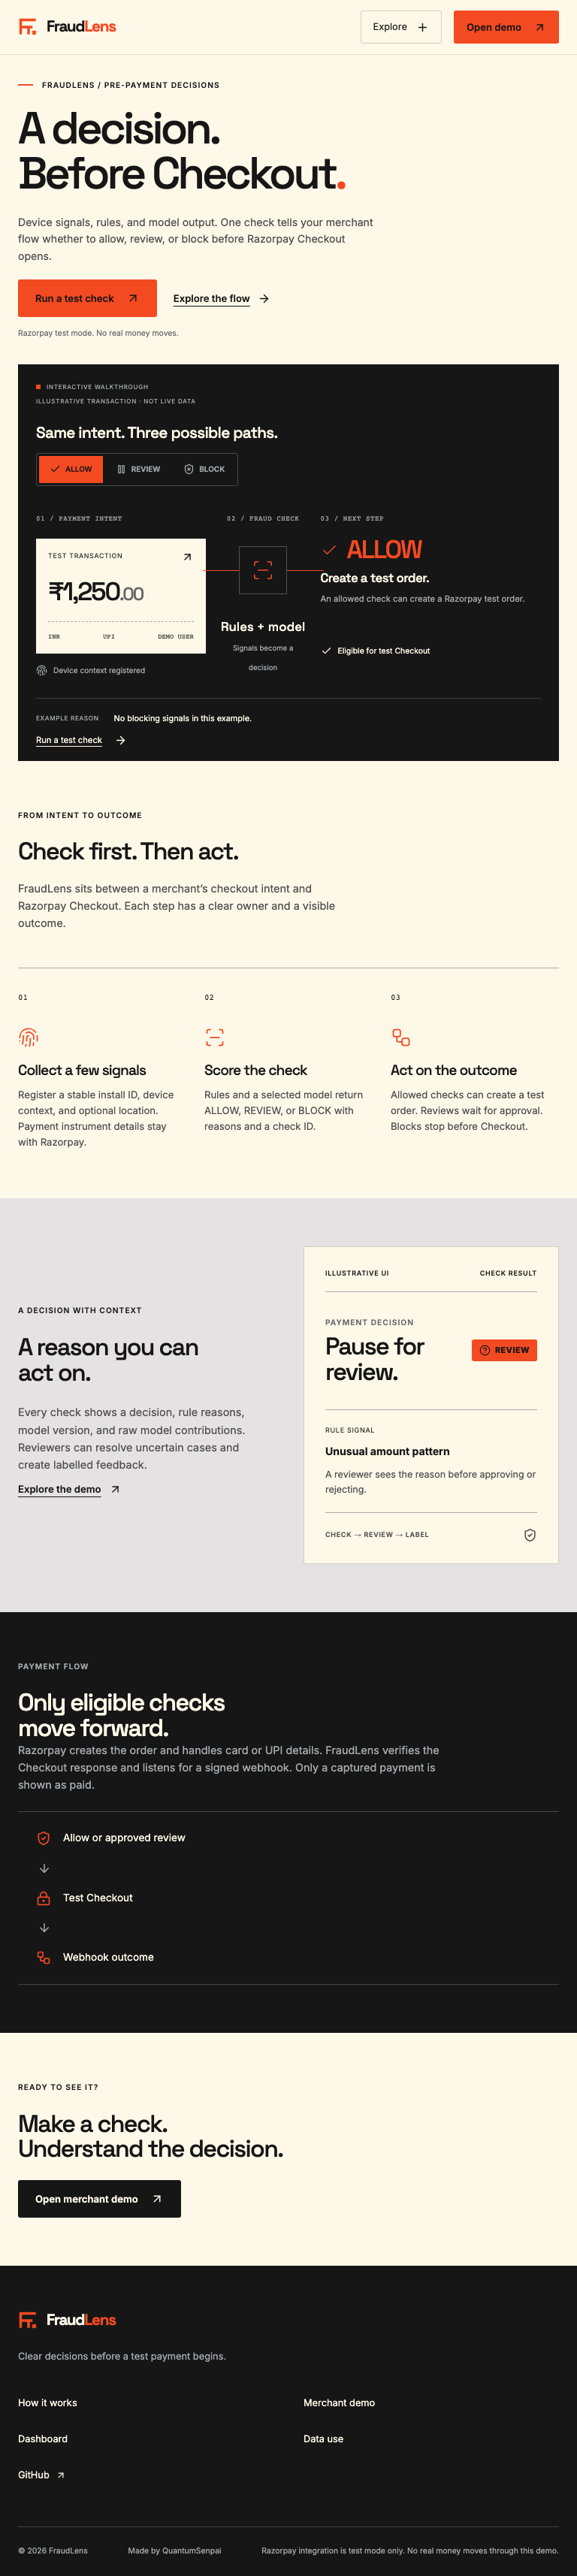 FraudLens
Explore
Open demo
FRAUDLENS / PRE-PAYMENT DECISIONS
A decision.
Before Checkout.
Device signals, rules, and model output. One check tells your merchant
flow whether to allow, review, or block before Razorpay Checkout
opens.
Run a test check
Explore the flow
Razorpay test mode. No real money moves.
INTERACTIVE WALKTHROUGH
ILLUSTRATIVE TRANSACTION · NOT LIVE DATA
Same intent. Three possible paths.
ALLOW
REVIEW
BLOCK
01 / PAYMENT INTENT
TEST TRANSACTION
₹1,250.00
INR
UPI
DEMO USER
Device context registered
02 / FRAUD CHECK
Rules + model
Signals become a
decision
03 / NEXT STEP
ALLOW
Create a test order.
An allowed check can create a Razorpay test order.
Eligible for test Checkout
EXAMPLE REASON
No blocking signals in this example.
Run a test check
FROM INTENT TO OUTCOME
Check first. Then act.
FraudLens sits between a merchant’s checkout intent and
Razorpay Checkout. Each step has a clear owner and a visible
outcome.
01
Collect a few signals
Register a stable install ID, device
context, and optional location.
Payment instrument details stay
with Razorpay.
02
Score the check
Rules and a selected model return
ALLOW, REVIEW, or BLOCK with
reasons and a check ID.
03
Act on the outcome
Allowed checks can create a test
order. Reviews wait for approval.
Blocks stop before Checkout.
A DECISION WITH CONTEXT
A reason you can
act on.
Every check shows a decision, rule reasons,
model version, and raw model contributions.
Reviewers can resolve uncertain cases and
create labelled feedback.
Explore the demo
ILLUSTRATIVE UI
CHECK RESULT
PAYMENT DECISION
Pause for
review.
REVIEW
RULE SIGNAL
Unusual amount pattern
A reviewer sees the reason before approving or
rejecting.
CHECK → REVIEW → LABEL
PAYMENT FLOW
Only eligible checks
move forward.
Razorpay creates the order and handles card or UPI details. FraudLens verifies the
Checkout response and listens for a signed webhook. Only a captured payment is
shown as paid.
Allow or approved review
Test Checkout
Webhook outcome
READY TO SEE IT?
Make a check.
Understand the decision.
Open merchant demo
FraudLens
Clear decisions before a test payment begins.
How it works
Merchant demo
Dashboard
Data use
GitHub
© 2026 FraudLens
Made by QuantumSenpai
Razorpay integration is test mode only. No real money moves through this demo.